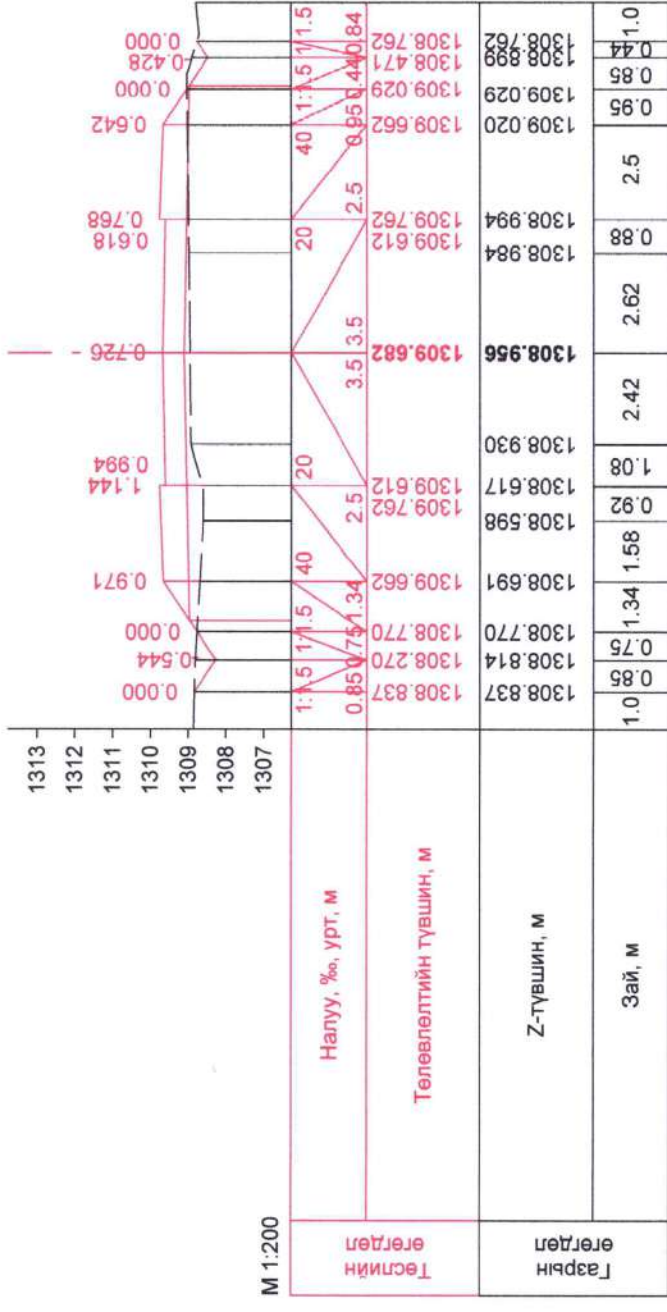 1313
1312
1311
1310
1309
1308
1307
0.000 0.544 0.000 0.971 1.144 0.994 0.726 0.618 0.768 0.642 0.000 -0.428 0.000
M 1:200
Төслийн өгөгдөл
Налуу, ‰, урт, м
1:1.5 1:1.5 40 20 20 40 1:1.5 1:1.5
0.85 0.75 1.34 2.5 3.5 3.5 2.5 0.95 0.44 0.84
Төлөвлөлтийн түвшин, м
1308.837 1308.270 1308.770 1309.662 1309.762 1309.612 1309.682 1309.612 1309.762 1309.662 1309.029 1308.471 1308.762
Газрын өгөгдөл
Z-түвшин, м
1308.837 1308.814 1308.770 1308.691 1308.598 1308.617 1308.930 1308.956 1308.984 1308.994 1309.020 1309.029 1308.899 1308.762
Зай, м
1.0 0.85 0.75 1.34 1.58 0.92 1.08 2.42 2.62 0.88 2.5 0.95 0.85 0.44 1.0